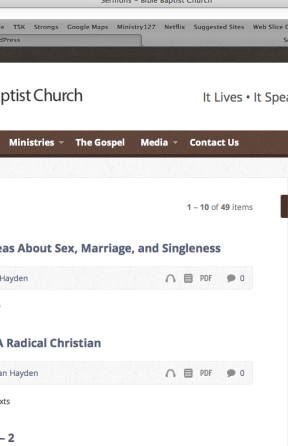 Sermons – Bible Baptist Church
TSK Strongs Google Maps Ministry127 Netflix Suggested Sites Web Slice
dPress
ptist Church
It Lives • It Spea
Ministries The Gospel Media Contact Us
1 – 10 of 49 items
eas About Sex, Marriage, and Singleness
Hayden
PDF 0
A Radical Christian
an Hayden
PDF 0
xts
– 2